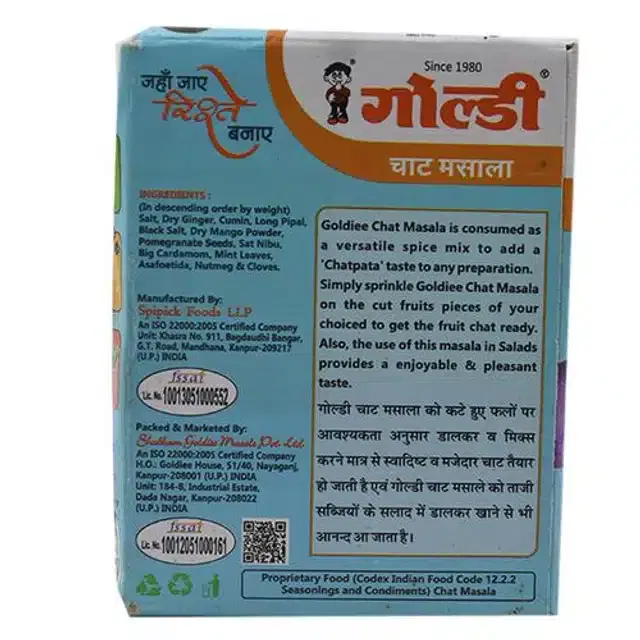 जहाँ जाए
रिश्ते
बनाए
Since 1980
गोल्डी
चाट मसाला
INGREDIENTS :
(In descending order by weight)
Salt, Dry Ginger, Cumin, Long Pipal,
Black Salt, Dry Mango Powder,
Pomegranate Seeds, Sat Nibu,
Big Cardamom, Mint Leaves,
Asafoetida, Nutmeg & Cloves.
Manufactured By:
Spipick Foods LLP
An ISO 22000:2005 Certified Company
Unit: Khasra No. 911, Bagdaudhi Bangar,
G.T. Road, Mandhana, Kanpur-209217
(U.P.) INDIA
fssai
Lic. No. 10013051000552
Packed & Marketed By:
Shubham Goldiee Masale Pvt. Ltd.
An ISO 22000:2005 Certified Company
H.O.: Goldiee House, 51/40, Nayaganj,
Kanpur-208001 (U.P.) INDIA
Unit: 184-B, Industrial Estate,
Dada Nagar, Kanpur-208022
(U.P.) INDIA
fssai
Lic. No. 10012051000161
Goldiee Chat Masala is consumed as
a versatile spice mix to add a
'Chatpata' taste to any preparation.
Simply sprinkle Goldiee Chat Masala
on the cut fruits pieces of your
choiced to get the fruit chat ready.
Also, the use of this masala in Salads
provides a enjoyable & pleasant
taste.
गोल्डी चाट मसाला को कटे हुए फलों पर
आवश्यकता अनुसार डालकर व मिक्स
करने मात्र से स्वादिष्ट व मजेदार चाट तैयार
हो जाती है एवं गोल्डी चाट मसाले को ताजी
सब्जियों के सलाद में डालकर खाने से भी
आनन्द आ जाता है।
Proprietary Food (Codex Indian Food Code 12.2.2
Seasonings and Condiments) Chat Masala